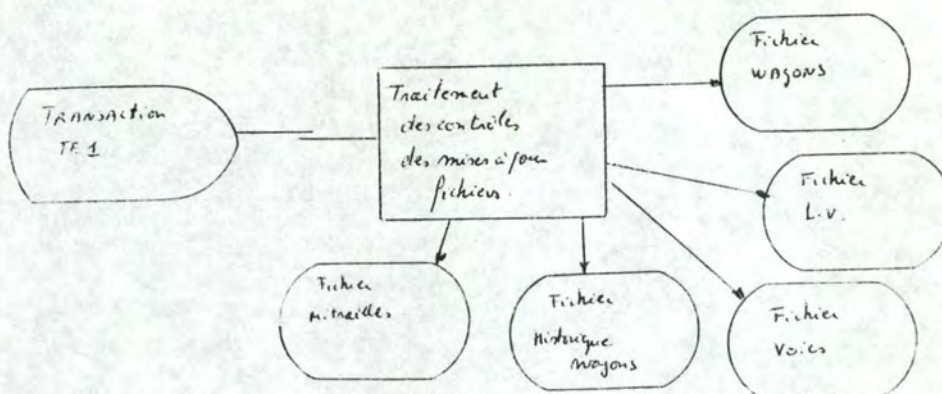 TRANSACTION
TE 1
Traitement
des contrôles
des mises à jour
fichiers.
Fichier
WAGONS
Fichier
L.V.
Fichier
Voies
Fichier
Historique
Wagons
Fichier
Mitrailles